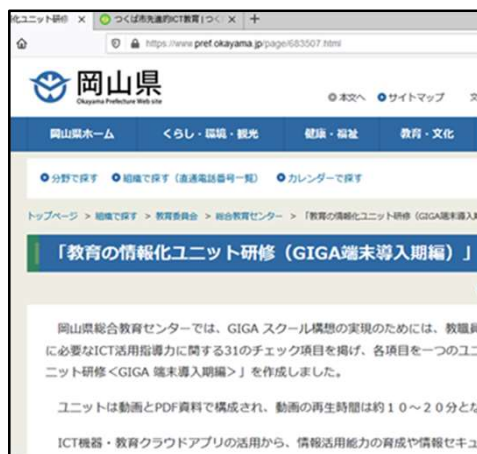 化ユニット研修 ×
つくば市先進的ICT教育 | つく ×
+
https://www.pref.okayama.jp/page/683507.html
岡山県
Okayama Prefecture Web site
本文へ
サイトマップ
岡山県ホーム
くらし・環境・観光
健康・福祉
教育・文化
分野で探す
組織で探す（直通電話番号一覧）
カレンダーで探す
トップページ > 組織で探す > 教育委員会 > 総合教育センター > 「教育の情報化ユニット研修（GIGA端末導入
「教育の情報化ユニット研修（GIGA端末導入期編）」
岡山県総合教育センターでは、GIGA スクール構想の実現のためには、教職員
に必要なICT活用指導力に関する31のチェック項目を掲げ、各項目を一つのユニ
ニット研修＜GIGA 端末導入期編＞」を作成しました。
ユニットは動画とPDF資料で構成され、動画の再生時間は約１０～２０分とな
ICT機器・教育クラウドアプリの活用から、情報活用能力の育成や情報セキュ